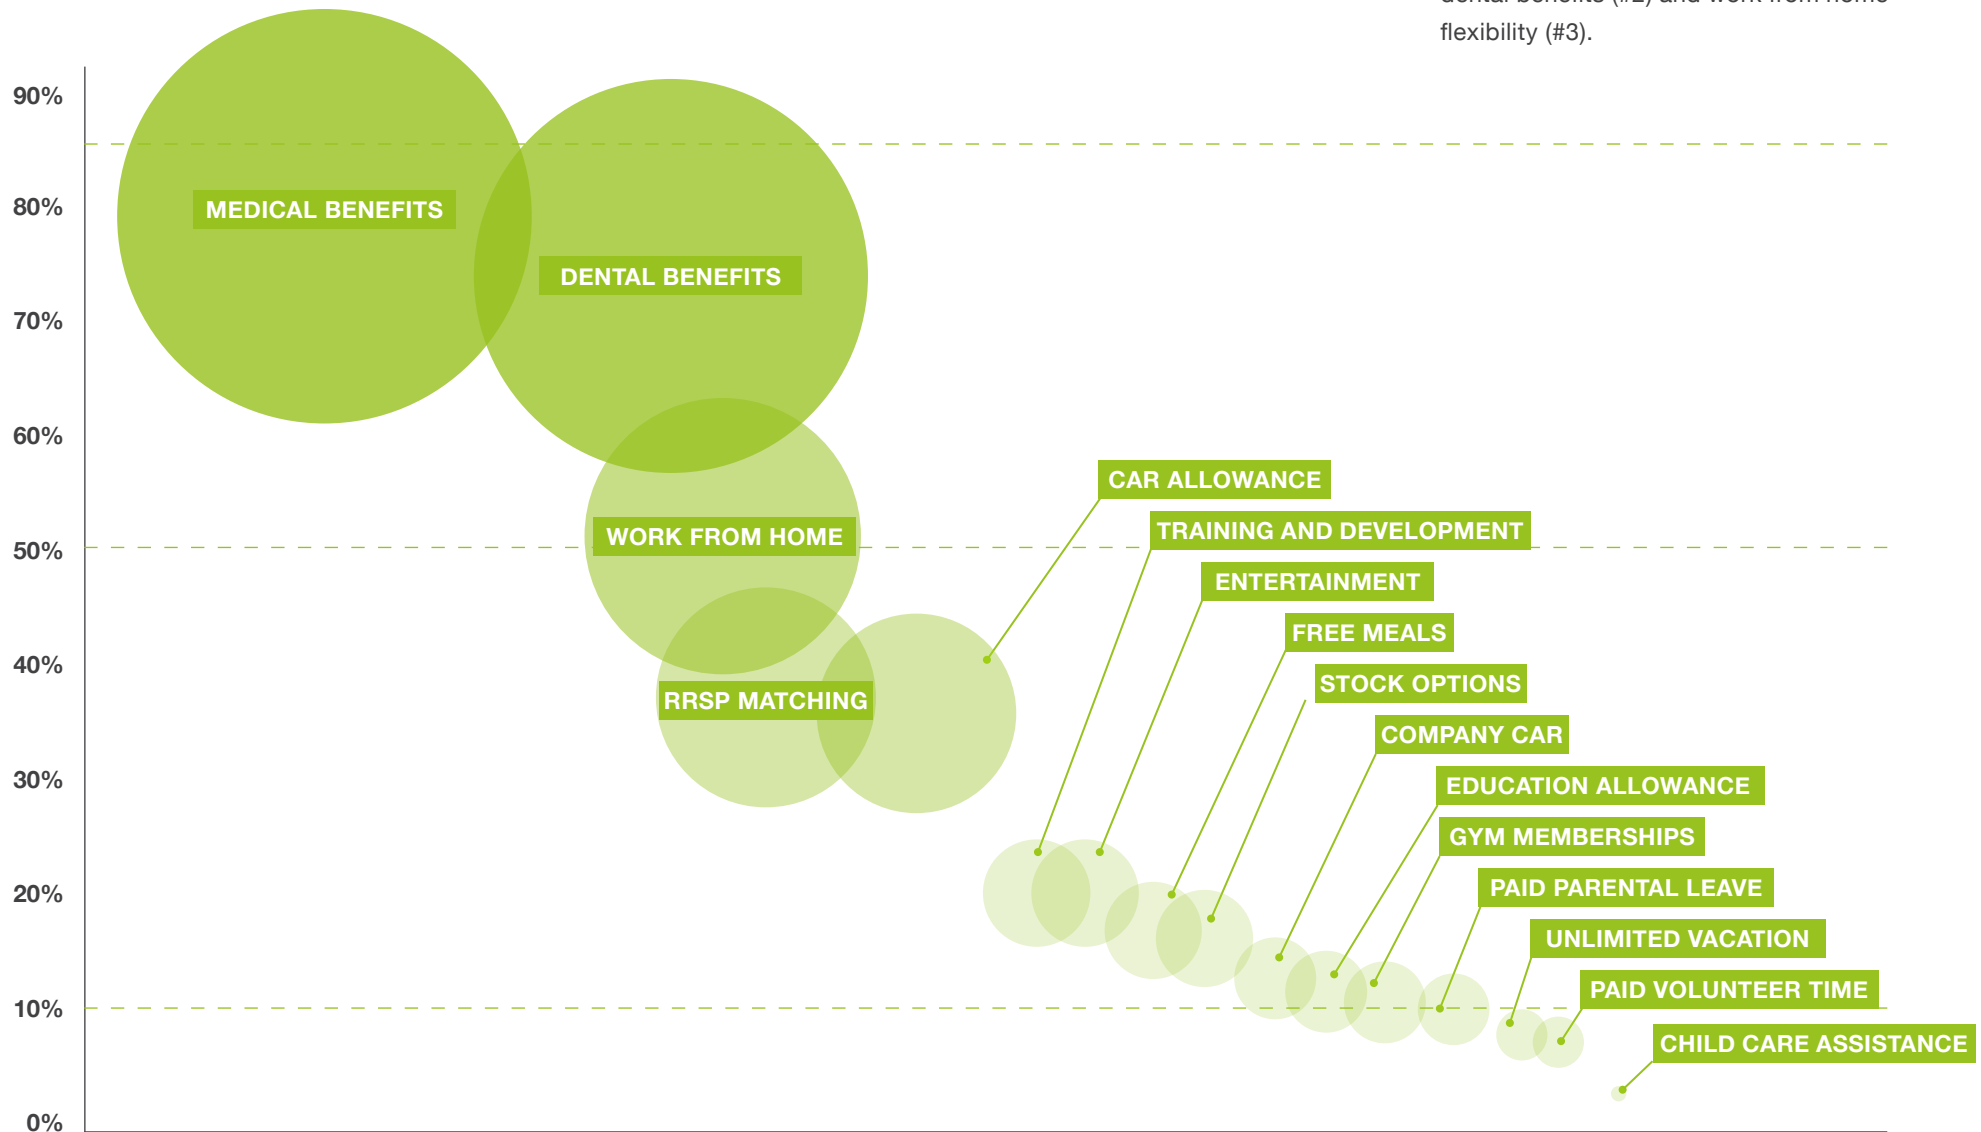 flexibility (#3).
90%
80%
70%
60%
50%
40%
30%
20%
10%
0%
MEDICAL BENEFITS
DENTAL BENEFITS
WORK FROM HOME
RRSP MATCHING
CAR ALLOWANCE
TRAINING AND DEVELOPMENT
ENTERTAINMENT
FREE MEALS
STOCK OPTIONS
COMPANY CAR
EDUCATION ALLOWANCE
GYM MEMBERSHIPS
PAID PARENTAL LEAVE
UNLIMITED VACATION
PAID VOLUNTEER TIME
CHILD CARE ASSISTANCE